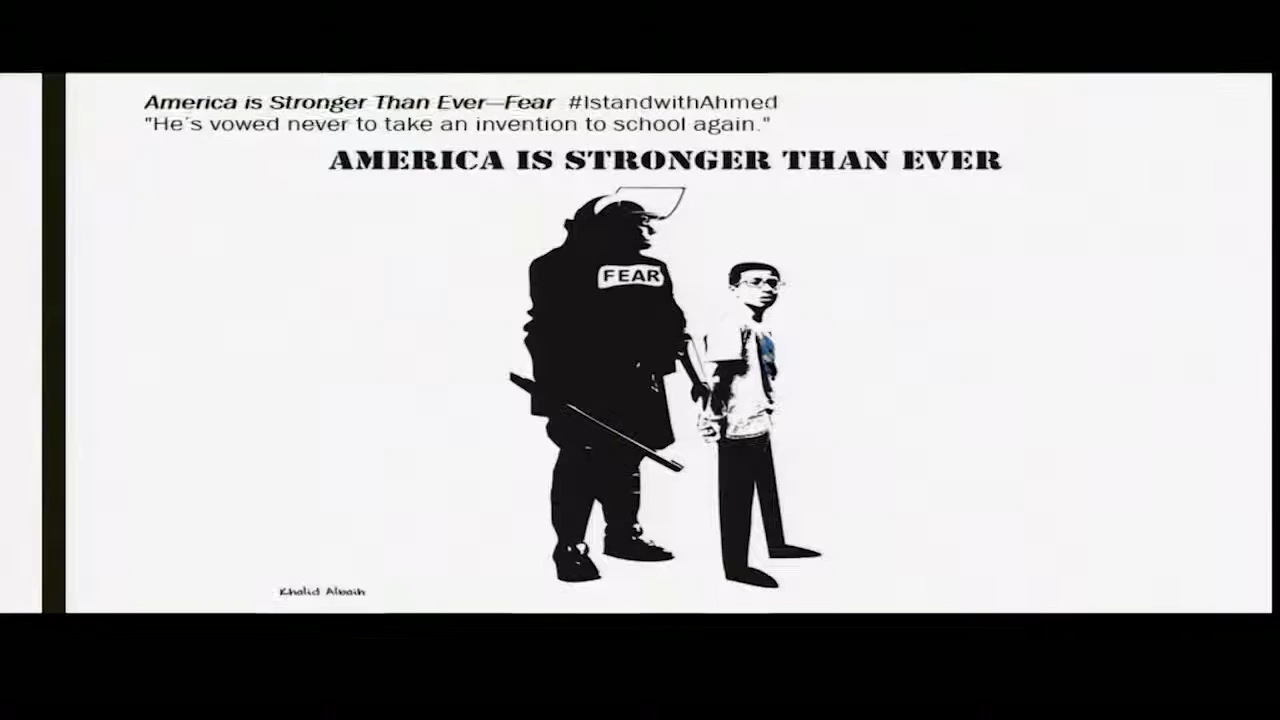 America is Stronger Than Ever—Fear #IstandwithAhmed
"He´s vowed never to take an invention to school again."
AMERICA IS STRONGER THAN EVER
FEAR
Khalid Albaih